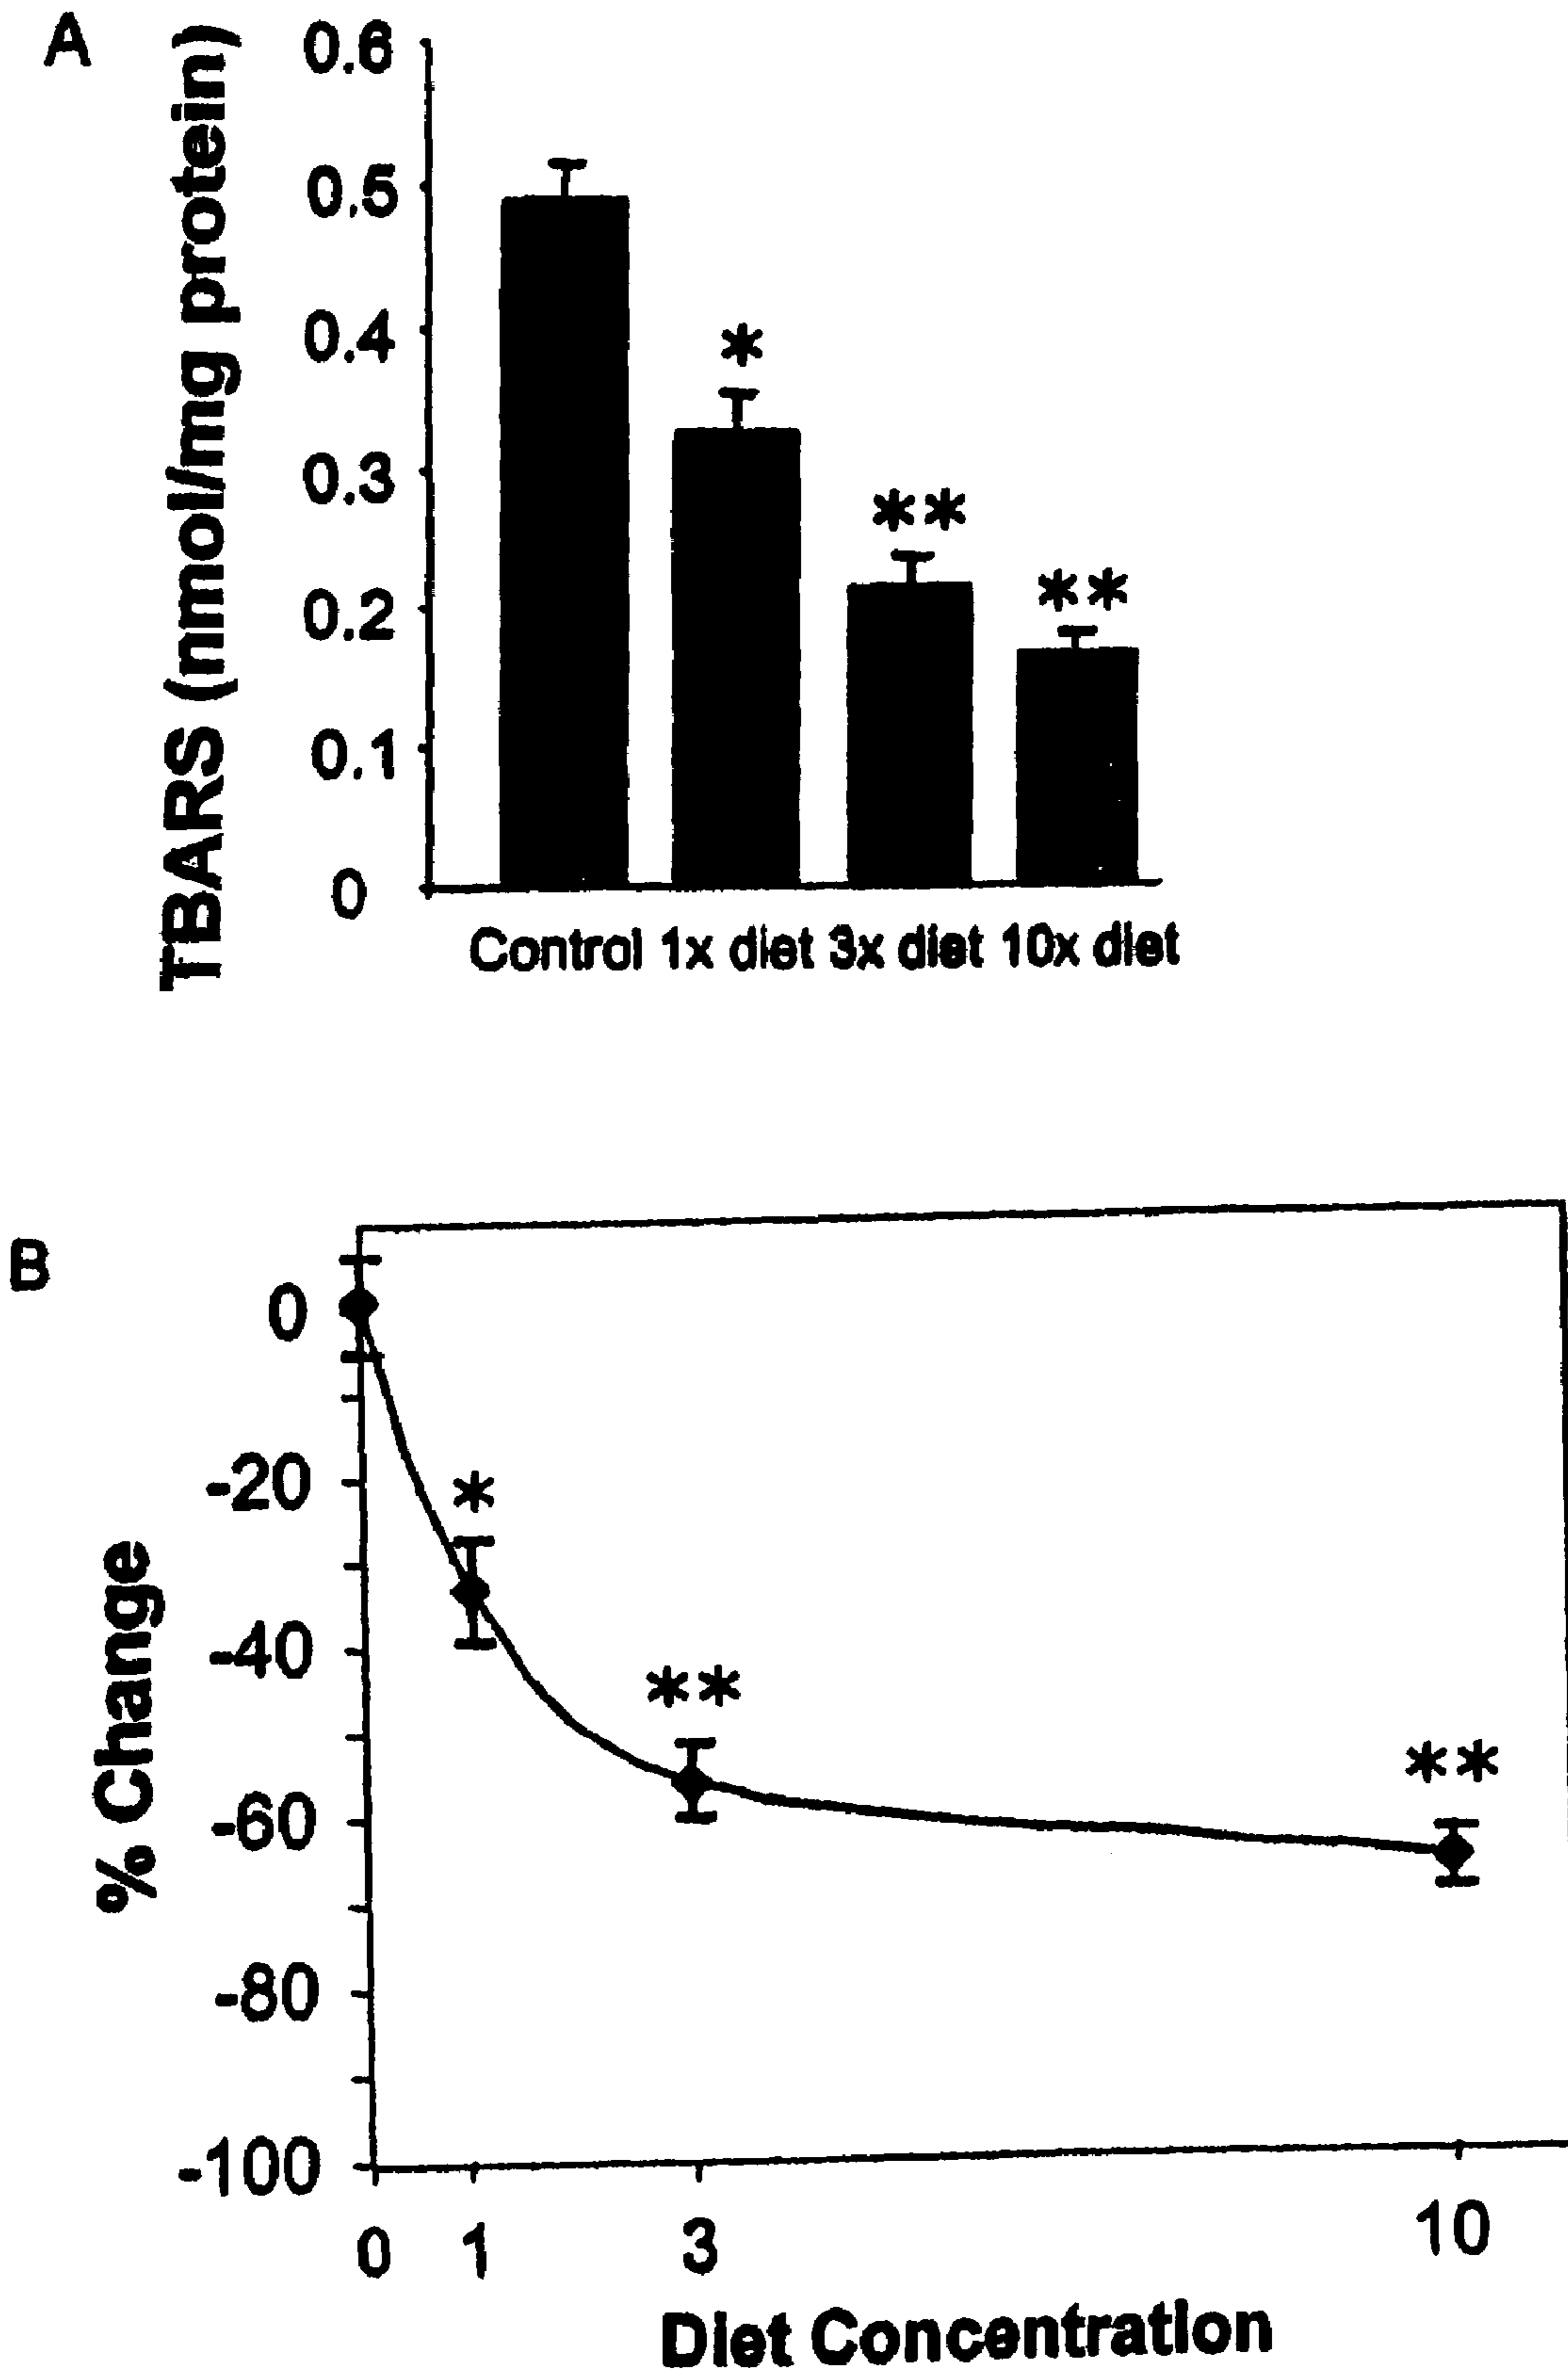 A
TBARS (nmol/mg protein)
0.6
0.5
0.4
0.3
0.2
0.1
0
*
**
**
Control 1x diet 3x diet 10x diet
B
% Change
0
-20
-40
-60
-80
-100
*
**
**
0 1 3 10
Diet Concentration